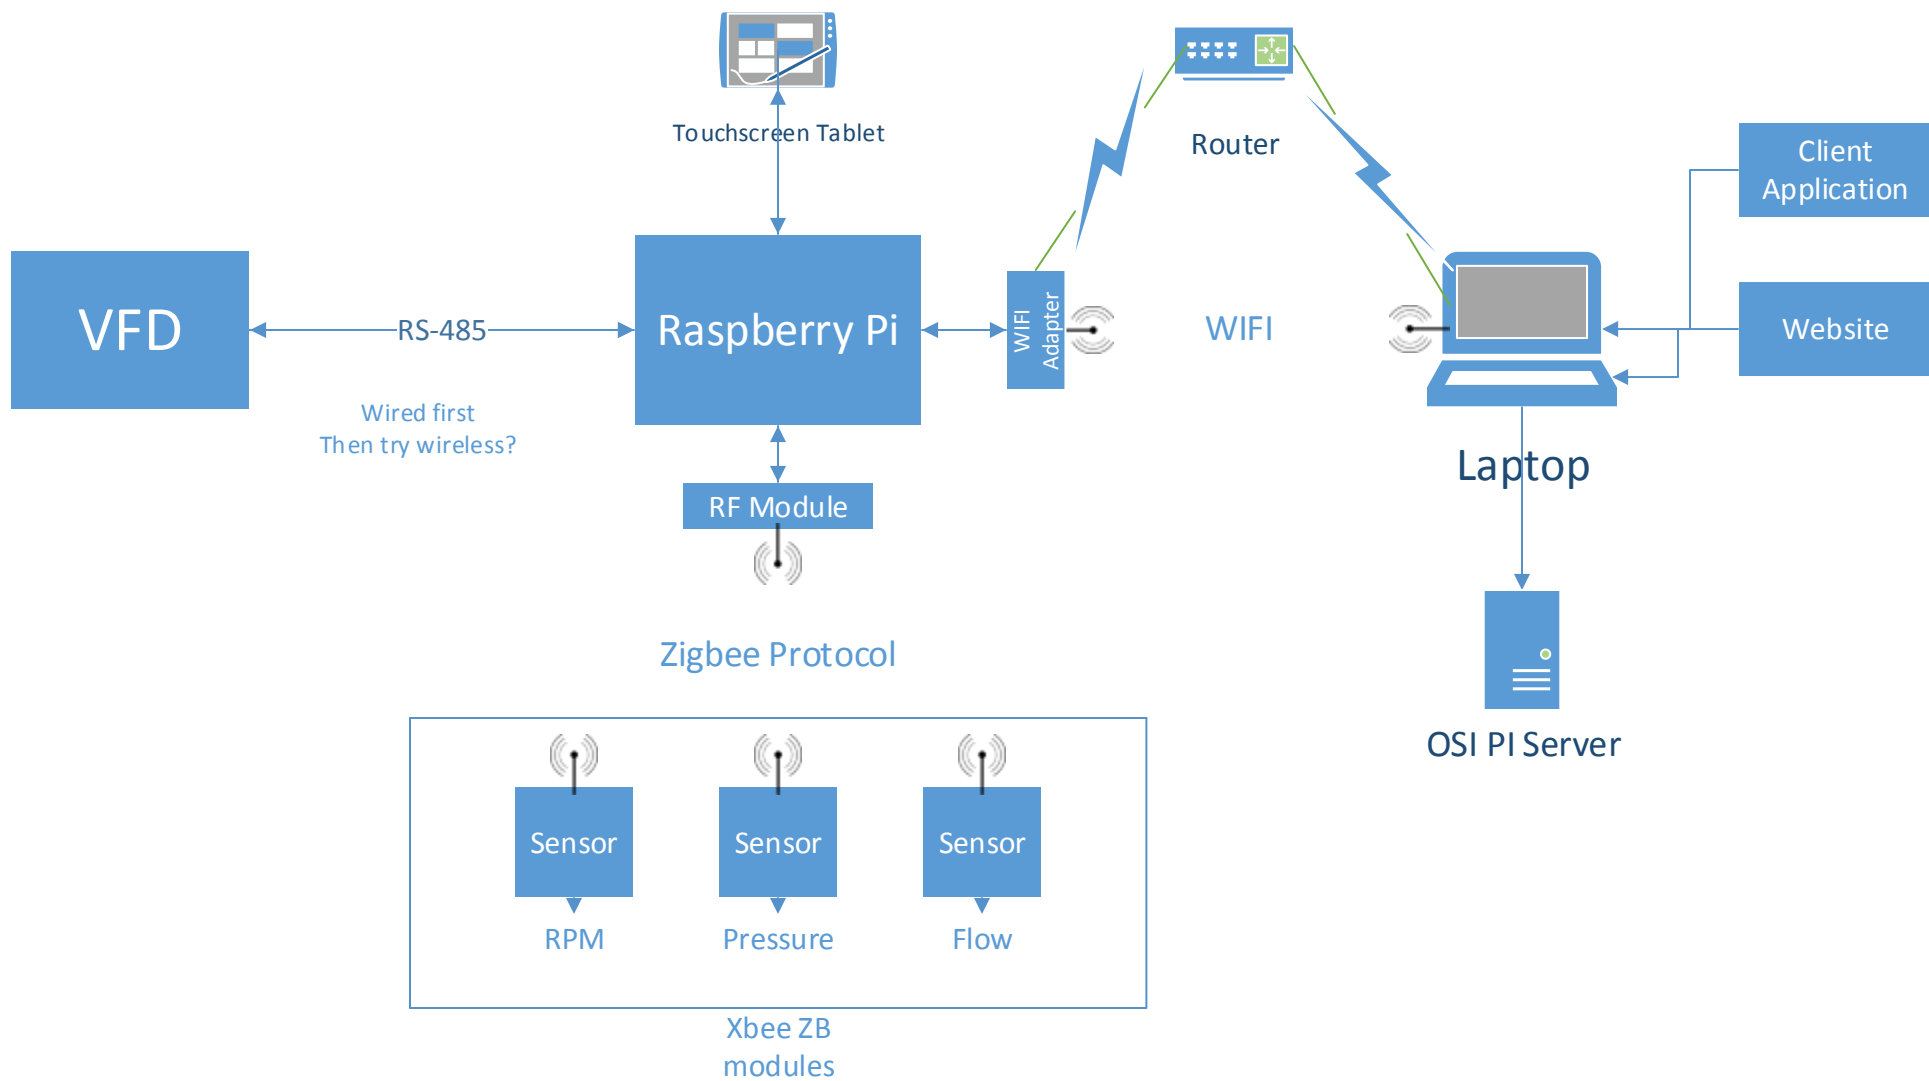 Touchscreen Tablet
Router
Client
Application
VFD
RS-485
Raspberry Pi
WIFI
Adapter
WIFI
Website
Wired first
Then try wireless?
Laptop
RF Module
Zigbee Protocol
OSI PI Server
Sensor
Sensor
Sensor
RPM
Pressure
Flow
Xbee ZB
modules